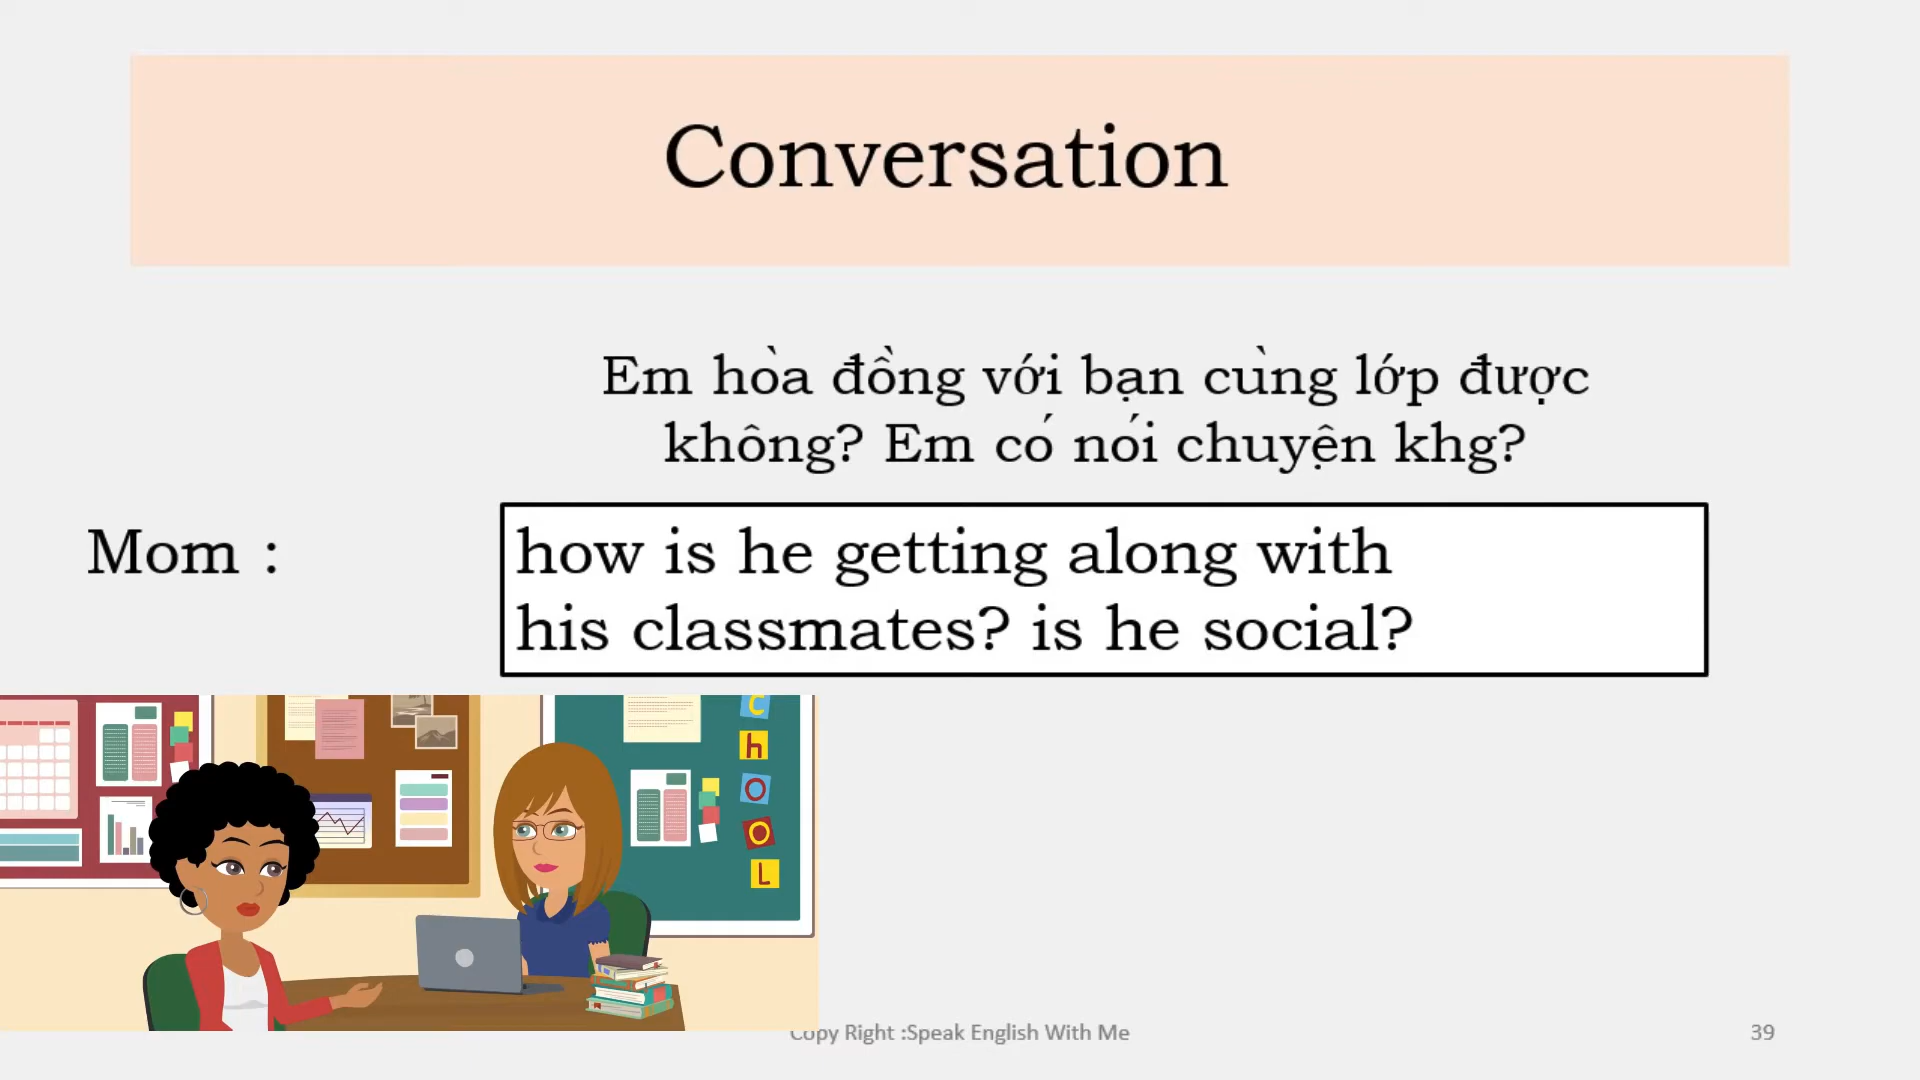 Conversation
Em hòa đồng với bạn cùng lớp được
không? Em có nói chuyện khg?
Mom :
how is he getting along with
his classmates? is he social?
C
h
O
O
L
Copy Right :Speak English With Me
39